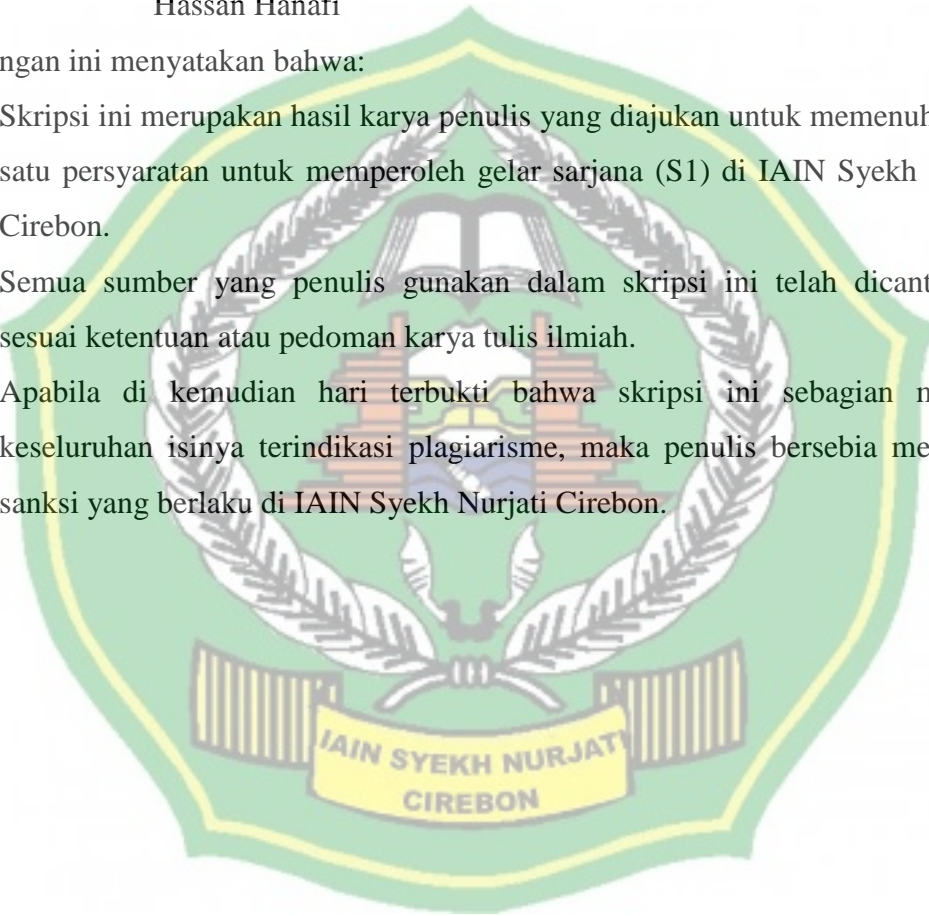 Hassan Hanafi
ngan ini menyatakan bahwa:
Skripsi ini merupakan hasil karya penulis yang diajukan untuk memenuh
satu persyaratan untuk memperoleh gelar sarjana (S1) di IAIN Syekh
Cirebon.
Semua sumber yang penulis gunakan dalam skripsi ini telah dicant
sesuai ketentuan atau pedoman karya tulis ilmiah.
Apabila di kemudian hari terbukti bahwa skripsi ini sebagian m
keseluruhan isinya terindikasi plagiarisme, maka penulis bersebia me
sanksi yang berlaku di IAIN Syekh Nurjati Cirebon.
IAIN SYEKH NURJATI
CIREBON